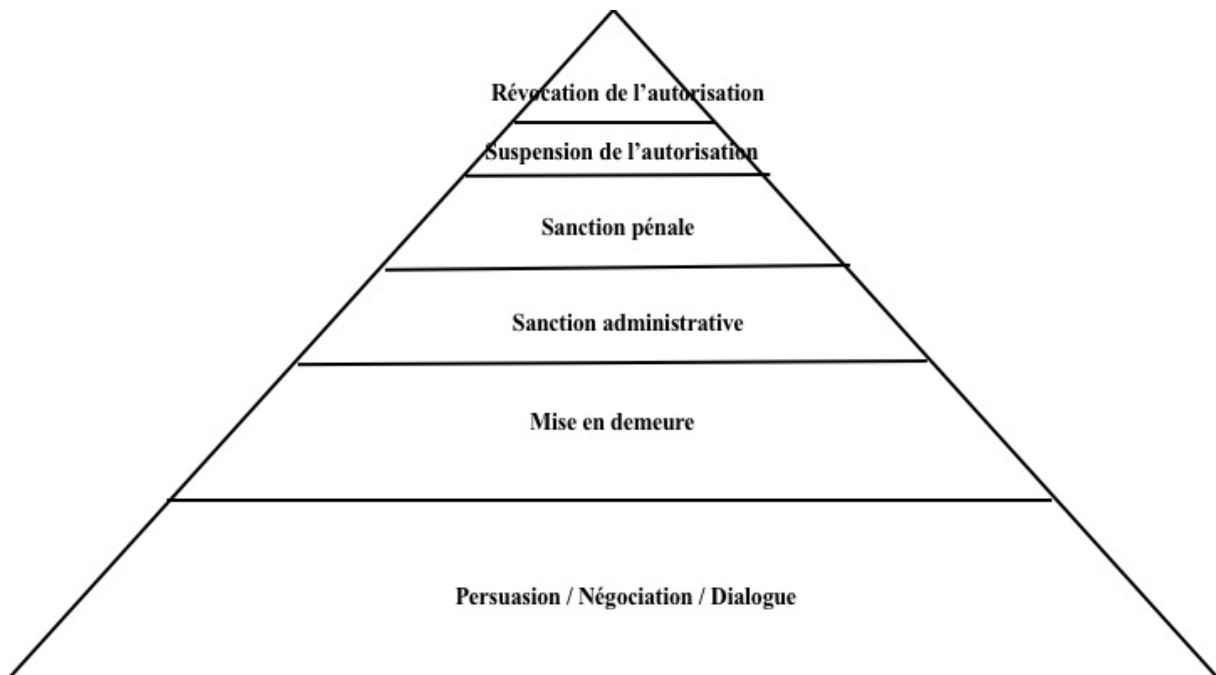 Révocation de l’autorisation
Suspension de l’autorisation
Sanction pénale
Sanction administrative
Mise en demeure
Persuasion / Négociation / Dialogue